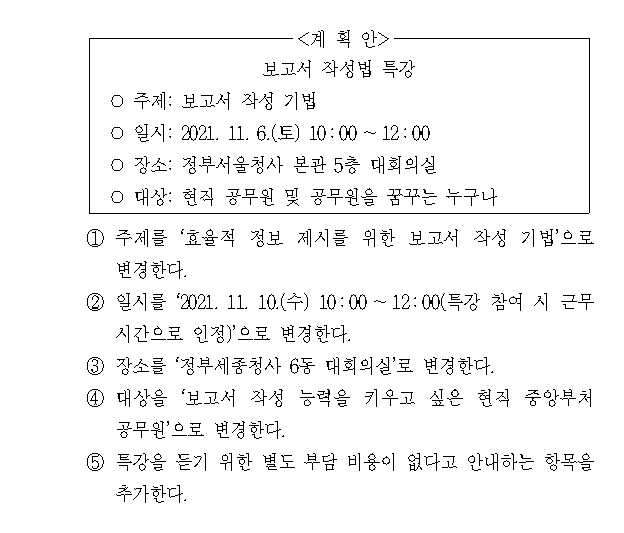 <계 획 안>
보고서 작성법 특강
○ 주제: 보고서 작성 기법
○ 일시: 2021. 11. 6.(토) 10:00 ~ 12:00
○ 장소: 정부서울청사 본관 5층 대회의실
○ 대상: 현직 공무원 및 공무원을 꿈꾸는 누구나
① 주제를 ‘효율적 정보 제시를 위한 보고서 작성 기법’으로
변경한다.
② 일시를 ‘2021. 11. 10.(수) 10:00 ~ 12:00(특강 참여 시 근무
시간으로 인정)’으로 변경한다.
③ 장소를 ‘정부세종청사 6동 대회의실’로 변경한다.
④ 대상을 ‘보고서 작성 능력을 키우고 싶은 현직 중앙부처
공무원’으로 변경한다.
⑤ 특강을 듣기 위한 별도 부담 비용이 없다고 안내하는 항목을
추가한다.